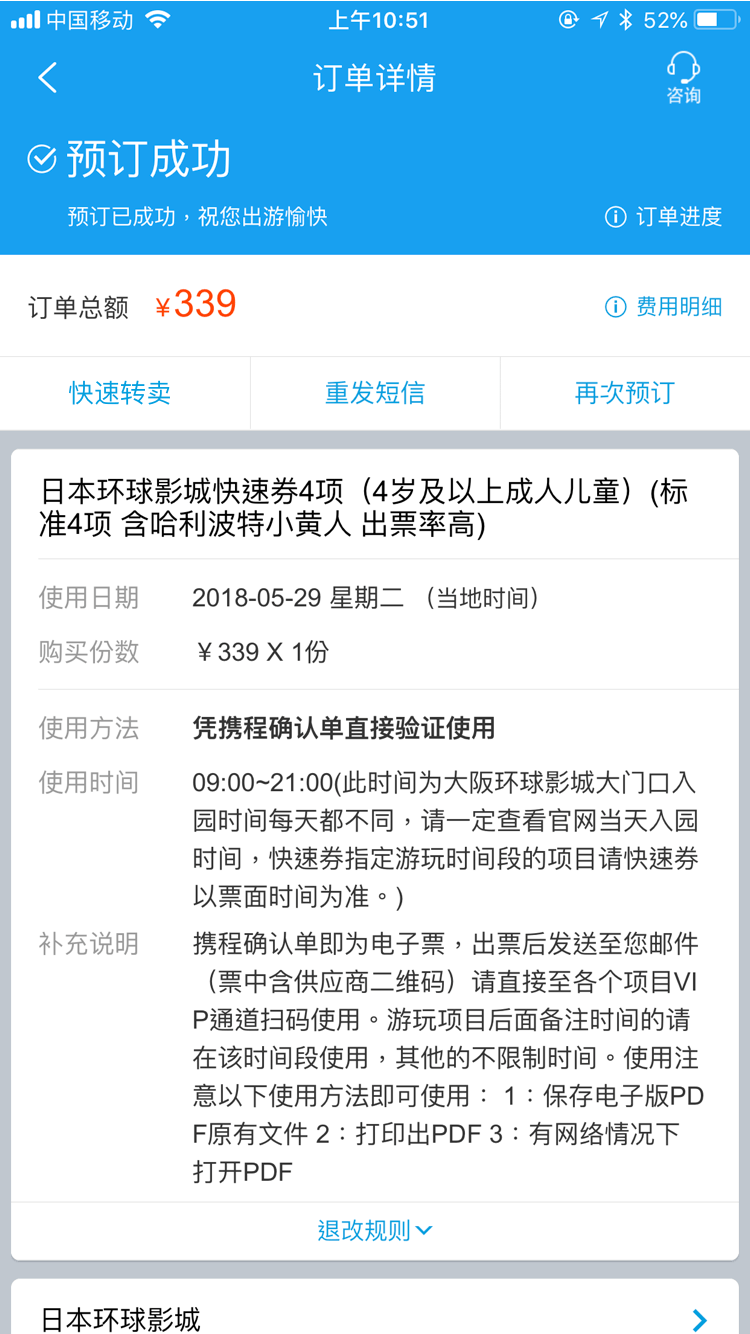 中国移动 上午10:51 52%
订单详情
咨询
预订成功
预订已成功，祝您出游愉快 订单进度
订单总额 ￥339 费用明细
快速转卖 重发短信 再次预订
日本环球影城快速券4项（4岁及以上成人儿童）(标
准4项 含哈利波特小黄人 出票率高)
使用日期 2018-05-29 星期二 （当地时间）
购买份数 ￥339 X 1份
使用方法 凭携程确认单直接验证使用
使用时间 09:00~21:00(此时间为大阪环球影城大门口入
园时间每天都不同，请一定查看官网当天入园
时间，快速券指定游玩时间段的项目请快速券
以票面时间为准。)
补充说明 携程确认单即为电子票，出票后发送至您邮件
（票中含供应商二维码）请直接至各个项目VI
P通道扫码使用。游玩项目后面备注时间的请
在该时间段使用，其他的不限制时间。使用注
意以下使用方法即可使用： 1：保存电子版PD
F原有文件 2：打印出PDF 3：有网络情况下
打开PDF
退改规则
日本环球影城